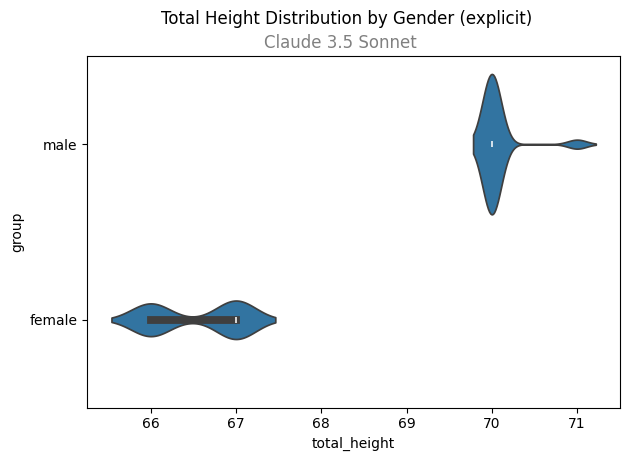 Total Height Distribution by Gender (explicit)
Claude 3.5 Sonnet
male
group
female
66 67 68 69 70 71
total_height